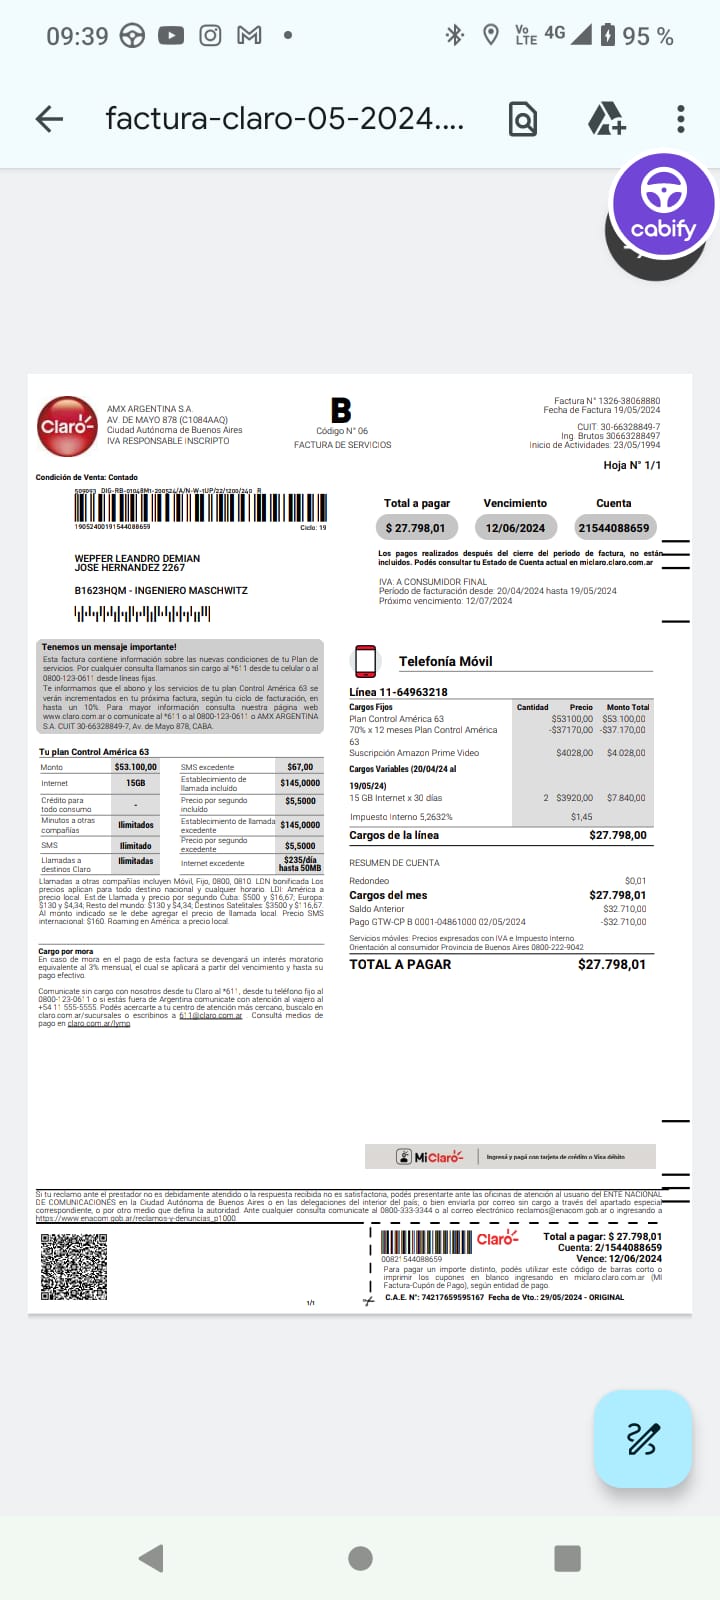 09:39
Vo LTE 4G 95 %
factura-claro-05-2024....
cabify
Claro
AMX ARGENTINA S.A.
AV. DE MAYO 878 (C1084AAQ)
Ciudad Autónoma de Buenos Aires
IVA RESPONSABLE INSCRIPTO
B
Código N° 06
FACTURA DE SERVICIOS
Factura N° 1326-38068880
Fecha de Factura 19/05/2024
CUIT: 30-66328849-7
Ing. Brutos 30663288497
Inicio de Actividades: 23/05/1994
Hoja N° 1/1
Condición de Venta: Contado
1905240019 1544088659
Ciclo: 19
Total a pagar Vencimiento Cuenta
$ 27.798,01 12/06/2024 21544088659
WEPFER LEANDRO DEMIAN
JOSE HERNANDEZ 2267
B1623HQM - INGENIERO MASCHWITZ
Los pagos realizados después del cierre del periodo de factura, no están
incluidos. Podés consultar tu Estado de Cuenta actual en miclaro.claro.com.ar
IVA: A CONSUMIDOR FINAL
Período de facturación desde 20/04/2024 hasta 19/05/2024
Próximo vencimiento: 12/07/2024
Tenemos un mensaje importante!
Esta factura contiene información sobre las nuevas condiciones de tu Plan de
servicios. Por cualquier consulta llamanos sin cargo al *611 desde tu celular o al
0800-123-0611 desde líneas fijas.
Te informamos que el abono y los servicios de tu plan Control América 63 se
verán incrementados en tu próxima factura, según tu ciclo de facturación, en
hasta un 10%. Para mayor información consulta nuestra página web
www.claro.com.ar o comunicate al *611 o al 0800-123-0611 o AMX ARGENTINA
S.A. CUIT 30-66328849-7, Av. de Mayo 878, CABA.
Tu plan Control América 63
Monto $53.100,00 SMS excedente $67,00
Internet 15GB Establecimiento de llamada incluído $145,0000
Crédito para todo consumo - Precio por segundo incluído $5,5000
Minutos a otras compañías Ilimitados Establecimiento de llamada excedente $145,0000
SMS Ilimitado Precio por segundo excedente $5,5000
Llamadas a destinos Claro Ilimitadas Internet excedente $235/día hasta 50MB
Llamadas a otras compañías incluyen Móvil, Fijo, 0800, 0810. LDN bonificada Los
precios aplican para todo destino nacional y cualquier horario. LDI: América a
precio local. Est.de Llamada y precio por segundo Cuba: $500 y $16,67; Europa:
$130 y $4,34; Resto del mundo: $130 y $4,34; Destinos Satelitales: $3500 y $116,67.
Al monto indicado se le debe agregar el precio de llamada local. Precio SMS
internacional: $160. Roaming en América: a precio local.
Cargo por mora
En caso de mora en el pago de esta factura se devengará un interés moratorio
equivalente al 3% mensual, el cual se aplicará a partir del vencimiento y hasta su
pago efectivo.
Comunicate sin cargo con nosotros desde tu Claro al *611, desde tu teléfono fijo al
0800-123-0611 o si estás fuera de Argentina comunicate con atención al viajero al
+54 11 555-5555. Podés acercarte a tu centro de atención más cercano, buscalo en
claro.com.ar/sucursales o escribinos a 611@claro.com.ar . Consultá medios de
pago en claro.com.ar/lymp
Telefonía Móvil
Línea 11-64963218
Cargos Fijos Cantidad Precio Monto Total
Plan Control América 63 $53100,00 $53.100,00
70% x 12 meses Plan Control América -$37170,00 -$37.170,00
63
Suscripción Amazon Prime Video $4028,00 $4.028,00
Cargos Variables (20/04/24 al
19/05/24)
15 GB Internet x 30 días 2 $3920,00 $7.840,00
Impuesto Interno 5,2632% $1,45
Cargos de la línea $27.798,00
RESUMEN DE CUENTA
Redondeo $0,01
Cargos del mes $27.798,01
Saldo Anterior $32.710,00
Pago GTW-CP B 0001-04861000 02/05/2024 -$32.710,00
Servicios móviles: Precios expresados con IVA e Impuesto Interno
Orientación al consumidor Provincia de Buenos Aires 0800-222-9042
TOTAL A PAGAR $27.798,01
MiClaro
Ingresá y pagá con tarjeta de crédito o Visa débito
Si tu reclamo ante el prestador no es debidamente atendido o la respuesta recibida no es satisfactoria, podés presentarte ante las oficinas de atención al usuario del ENTE NACIONAL
DE COMUNICACIONES en la Ciudad Autónoma de Buenos Aires o en las delegaciones del interior del país; o bien enviarla por correo sin cargo a través del apartado especial
correspondiente, o por otro medio que defina la autoridad. Ante cualquier consulta comunicate al 0800-333-3344 o al correo electrónico reclamos@enacom.gob.ar o ingresando a
https://www.enacom.gob.ar/reclamos-y-denuncias_p1000
Claro
00821544088659
Total a pagar: $ 27.798,01
Cuenta: 2/1544088659
Vence: 12/06/2024
Para pagar un importe distinto, podés utilizar este código de barras corto o
imprimir los cupones en blanco ingresando en miclaro.claro.com.ar (MI
Factura-Cupón de Pago), según entidad de pago.
C.A.E. N°: 74217659595167 Fecha de Vto.: 29/05/2024 - ORIGINAL
1/1